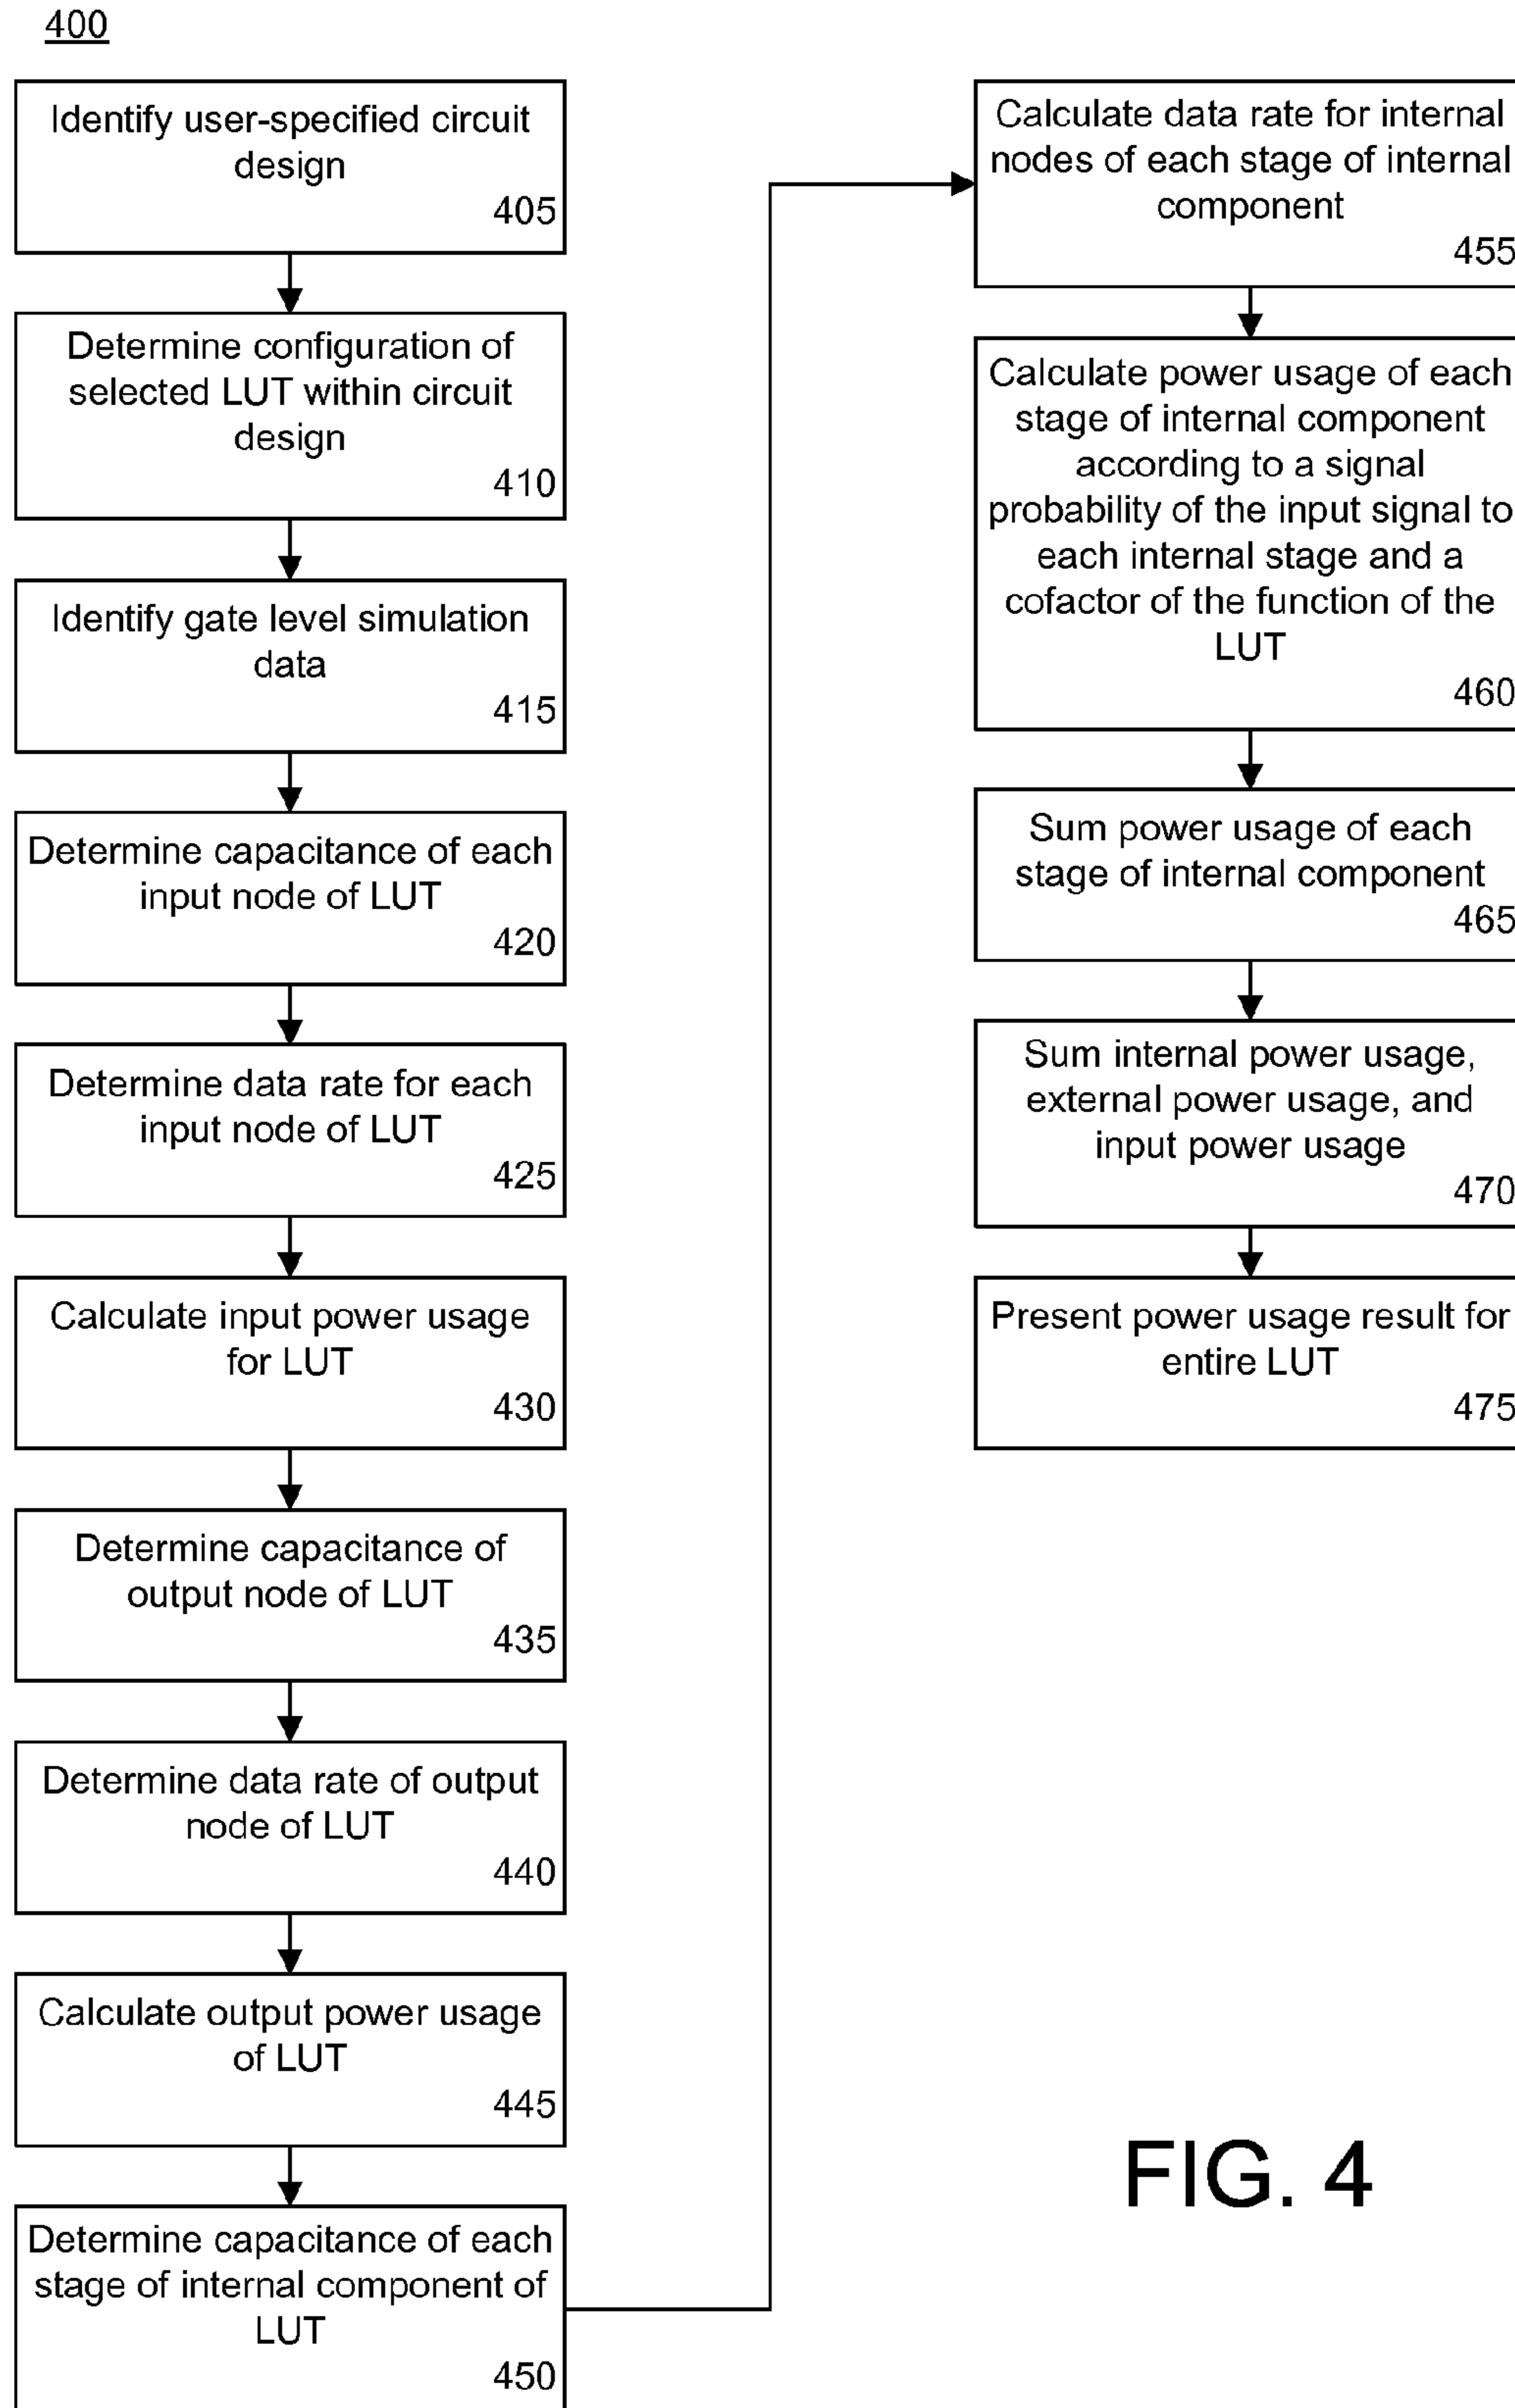 400
Identify user-specified circuit
design
405
Determine configuration of
selected LUT within circuit
design
410
Identify gate level simulation
data
415
Determine capacitance of each
input node of LUT
420
Determine data rate for each
input node of LUT
425
Calculate input power usage
for LUT
430
Determine capacitance of
output node of LUT
435
Determine data rate of output
node of LUT
440
Calculate output power usage
of LUT
445
Determine capacitance of each
stage of internal component of
LUT
450
Calculate data rate for internal
nodes of each stage of internal
component
455
Calculate power usage of each
stage of internal component
according to a signal
probability of the input signal to
each internal stage and a
cofactor of the function of the
LUT
460
Sum power usage of each
stage of internal component
465
Sum internal power usage,
external power usage, and
input power usage
470
Present power usage result for
entire LUT
475
FIG. 4